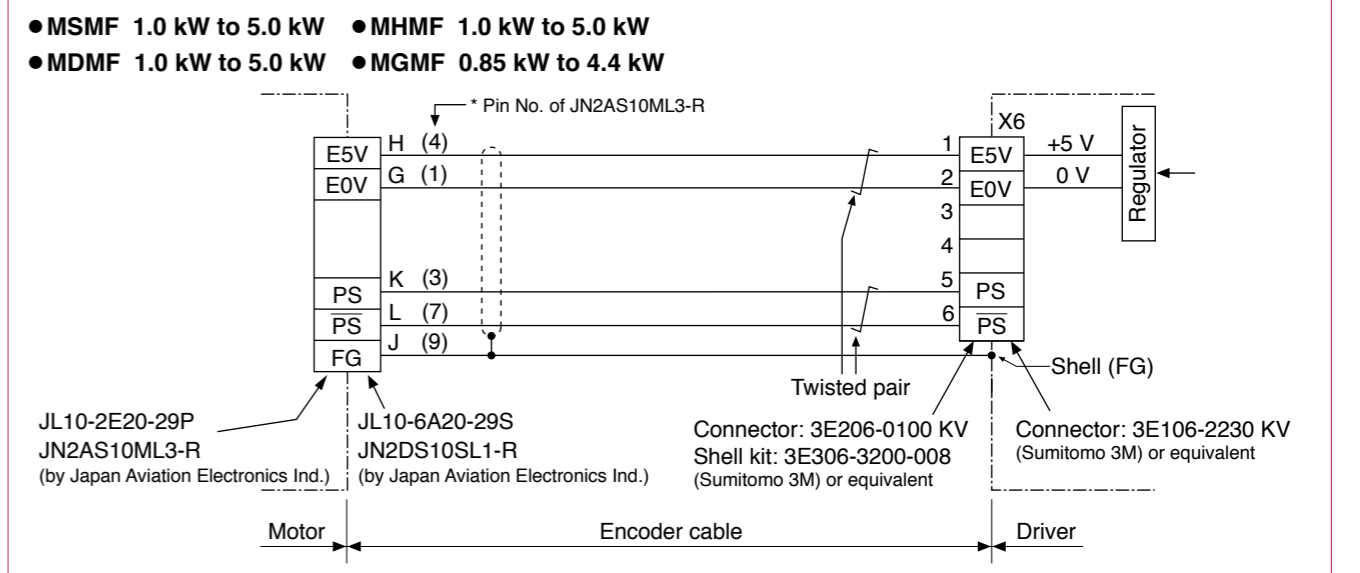 ●MSMF 1.0 kW to 5.0 kW ●MHMF 1.0 kW to 5.0 kW
●MDMF 1.0 kW to 5.0 kW ●MGMF 0.85 kW to 4.4 kW
* Pin No. of JN2AS10ML3-R
X6
E5V H (4) 1 E5V +5 V
E0V G (1) 2 E0V 0 V
Regulator
3
4
PS K (3) 5 PS
P̅S̅ L (7) 6 P̅S̅
FG J (9)
Shell (FG)
Twisted pair
JL10-2E20-29P
JN2AS10ML3-R
(by Japan Aviation Electronics Ind.)
JL10-6A20-29S
JN2DS10SL1-R
(by Japan Aviation Electronics Ind.)
Connector: 3E206-0100 KV
Shell kit: 3E306-3200-008
(Sumitomo 3M) or equivalent
Connector: 3E106-2230 KV
(Sumitomo 3M) or equivalent
Motor Encoder cable Driver